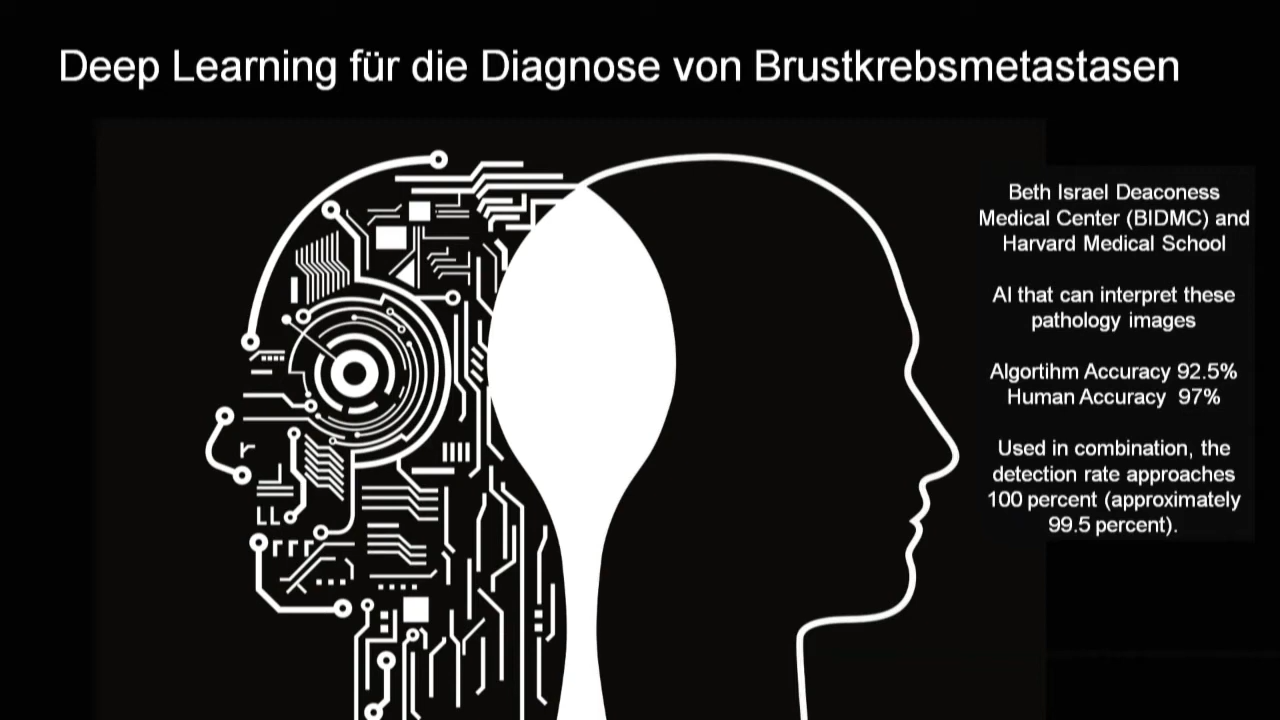 Deep Learning für die Diagnose von Brustkrebsmetastasen
Beth Israel Deaconess
Medical Center (BIDMC) and
Harvard Medical School
AI that can interpret these
pathology images
Algortihm Accuracy 92.5%
Human Accuracy 97%
Used in combination, the
detection rate approaches
100 percent (approximately
99.5 percent).